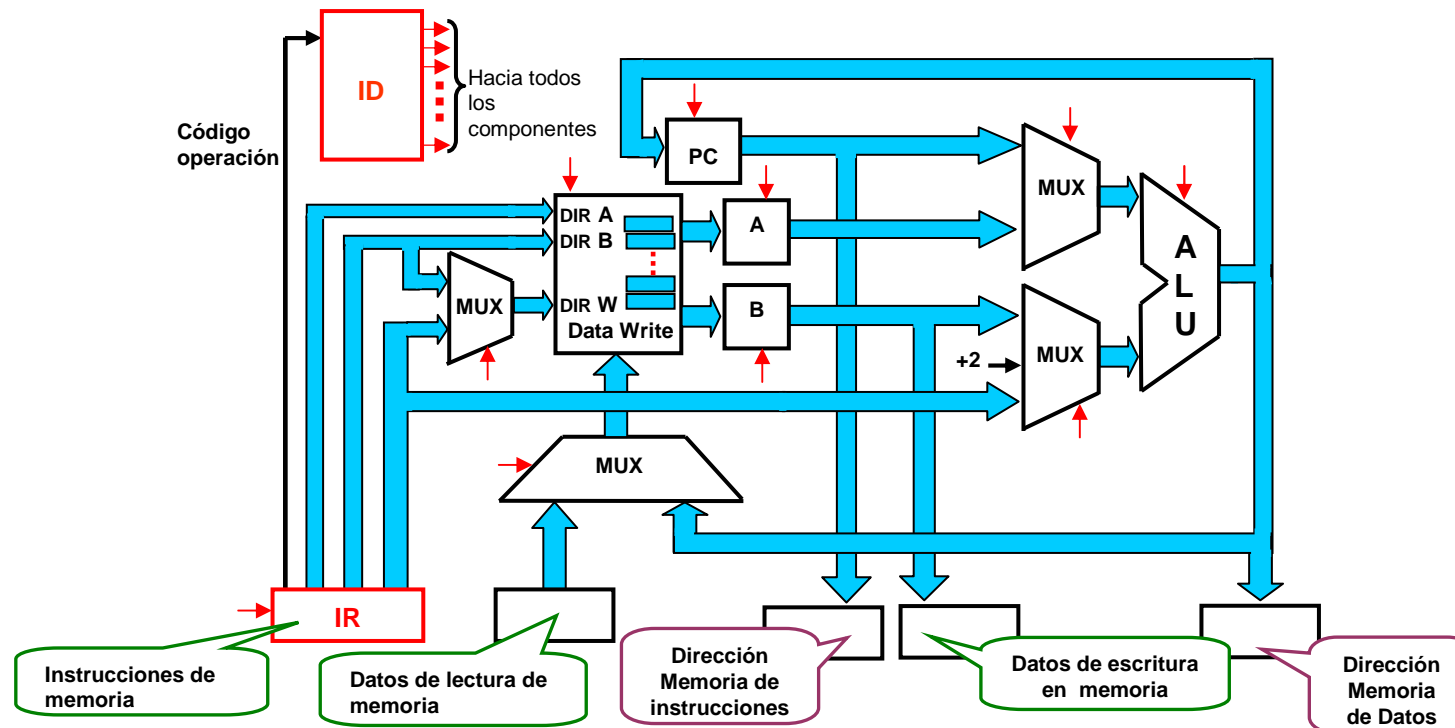 ID
Hacia todos
los
componentes
Código
operación
PC
MUX
DIR A
DIR B
A
A
L
U
MUX
DIR W
Data Write
B
+2
MUX
MUX
IR
Instrucciones de
memoria
Datos de lectura de
memoria
Dirección
Memoria de
instrucciones
Datos de escritura
en memoria
Dirección
Memoria
de Datos